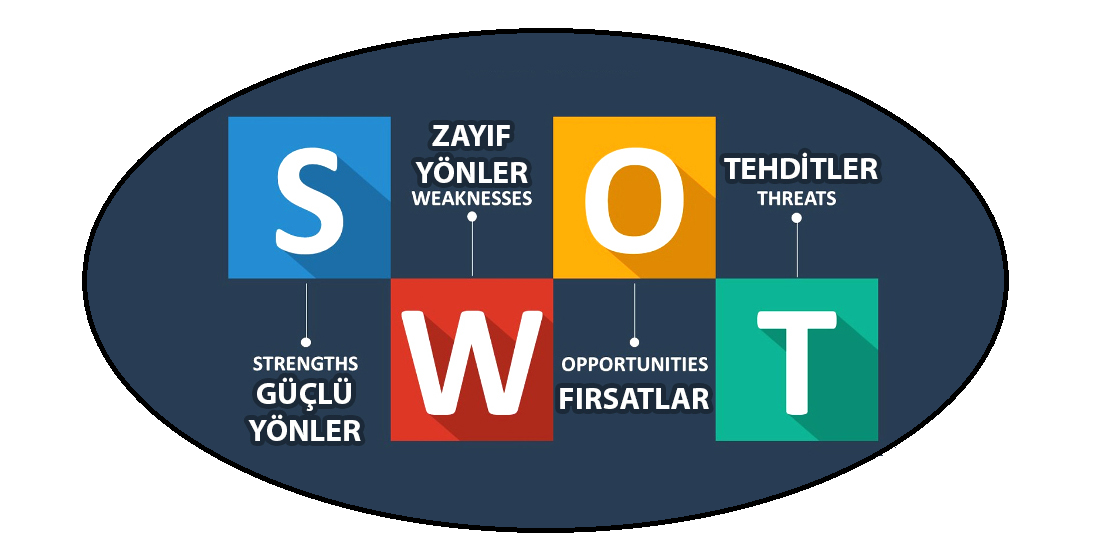 S
STRENGTHS
GÜÇLÜ
YÖNLER
ZAYIF
YÖNLER
WEAKNESSES
W
O
OPPORTUNITIES
FIRSATLAR
TEHDİTLER
THREATS
T